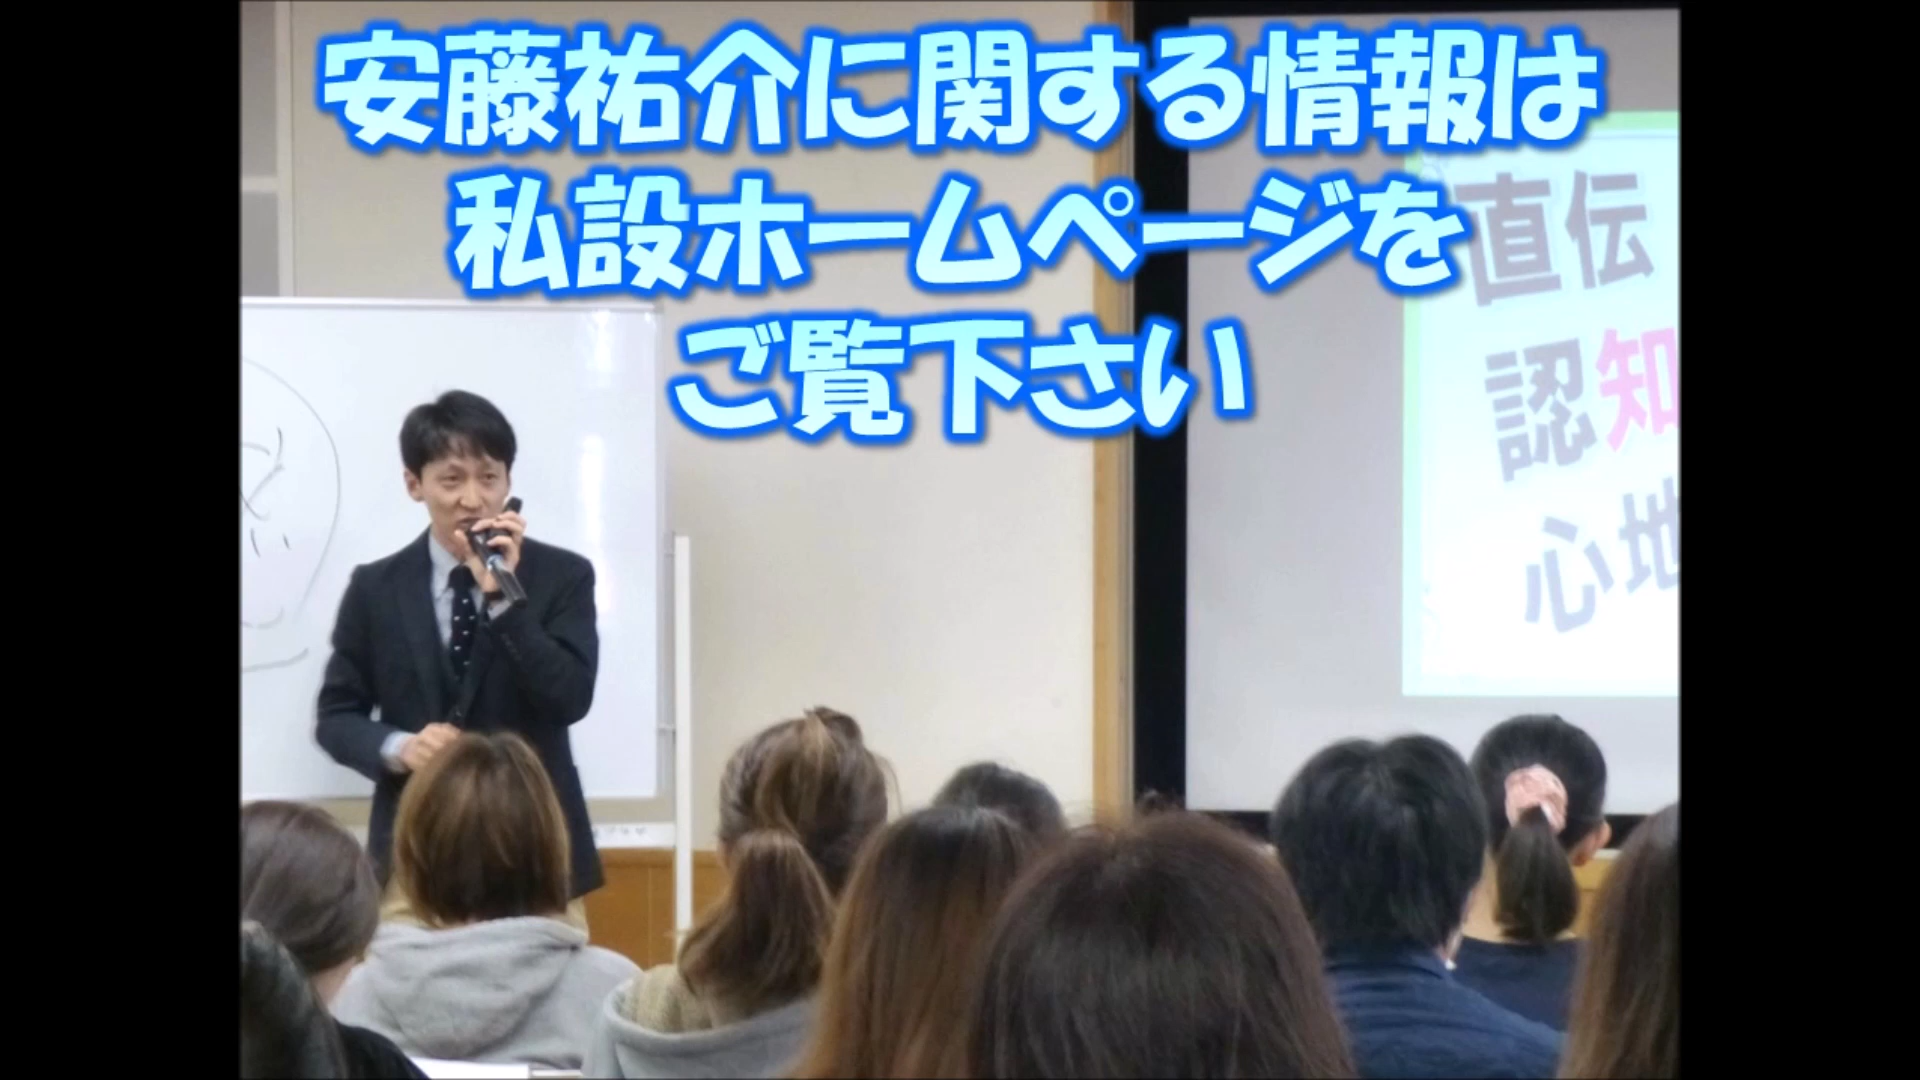 安藤祐介に関する情報は
私設ホームページを
ご覧下さい
直伝
認知
心地